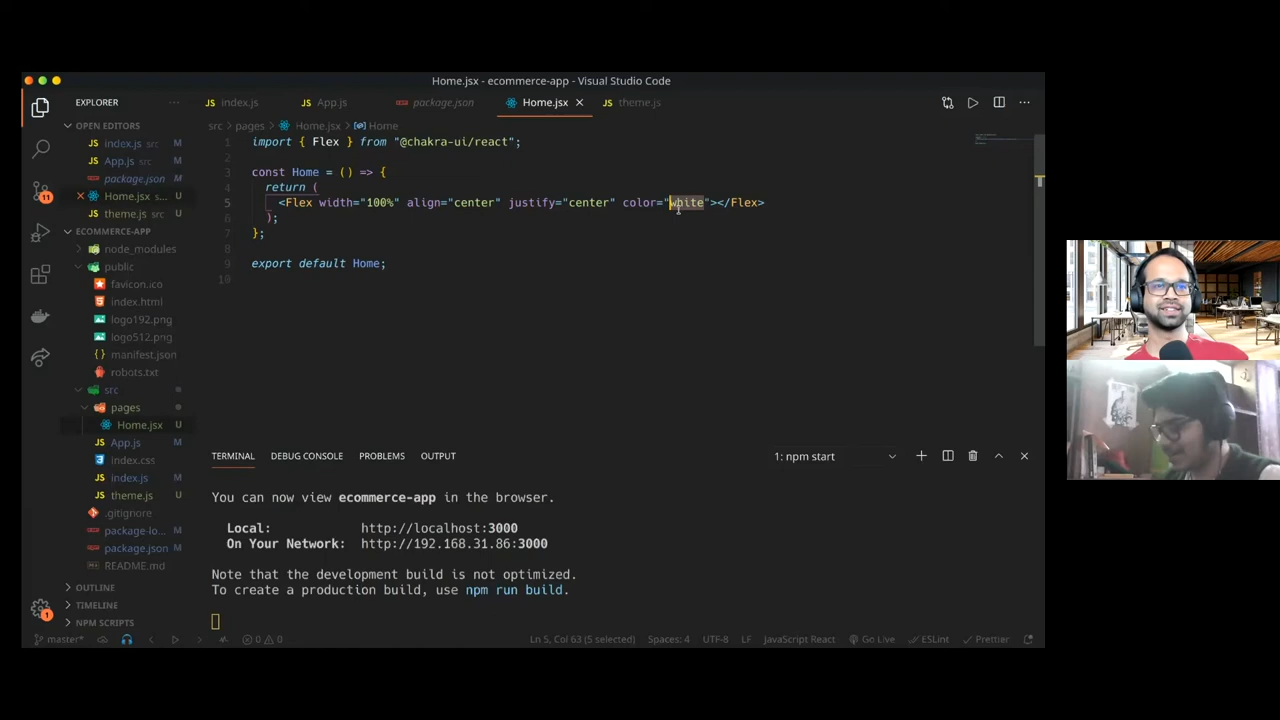 Home.jsx - ecommerce-app - Visual Studio Code
EXPLORER
index.js
App.js
package.json
Home.jsx
theme.js
OPEN EDITORS
src > pages > Home.jsx > Home
index.js src M
App.js src M
package.json M
Home.jsx s... U
theme.js src U
ECOMMERCE-APP
node_modules
public
favicon.ico
index.html
logo192.png
logo512.png
manifest.json
robots.txt
src
pages
Home.jsx U
App.js M
index.css
index.js M
theme.js U
.gitignore
package-lo... M
package.json M
README.md
OUTLINE
TIMELINE
NPM SCRIPTS
11
1
1 import { Flex } from "@chakra-ui/react";
2
3 const Home = () => {
4 return (
5 <Flex width="100%" align="center" justify="center" color="white"></Flex>
6 );
7 };
8
9 export default Home;
10
TERMINAL DEBUG CONSOLE PROBLEMS OUTPUT
1: npm start
You can now view ecommerce-app in the browser.
Local: http://localhost:3000
On Your Network: http://192.168.31.86:3000
Note that the development build is not optimized.
To create a production build, use npm run build.
master* 0 0 Ln 5, Col 63 (5 selected) Spaces: 4 UTF-8 LF JavaScript React Go Live ESLint Prettier